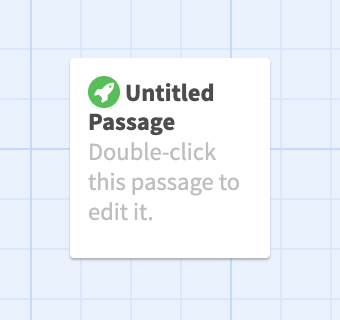 Untitled
Passage
Double-click
this passage to
edit it.